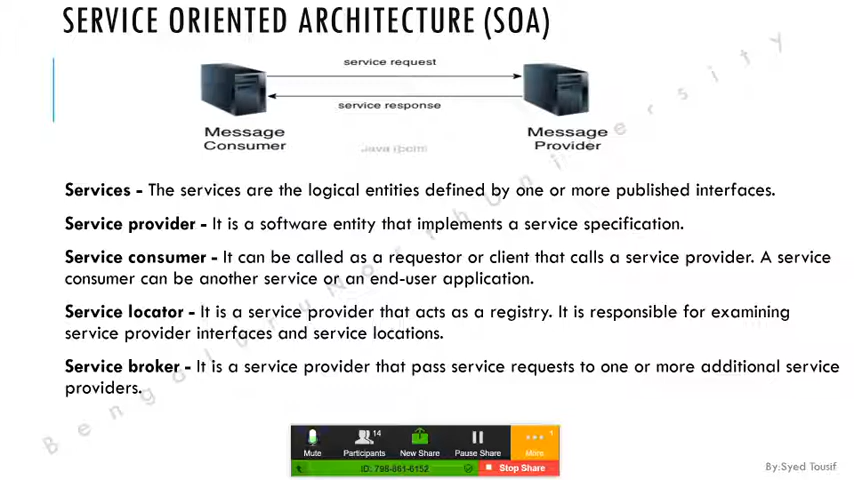 SERVICE ORIENTED ARCHITECTURE (SOA)
service request
service response
Message
Consumer
Message
Provider
Services - The services are the logical entities defined by one or more published interfaces.
Service provider - It is a software entity that implements a service specification.
Service consumer - It can be called as a requestor or client that calls a service provider. A service
consumer can be another service or an end-user application.
Service locator - It is a service provider that acts as a registry. It is responsible for examining
service provider interfaces and service locations.
Service broker - It is a service provider that pass service requests to one or more additional service
providers.
Bengaluru North University
14
1
Mute
Participants
New Share
Pause Share
More
ID: 798-861-6152
Stop Share
By:Syed Tousif